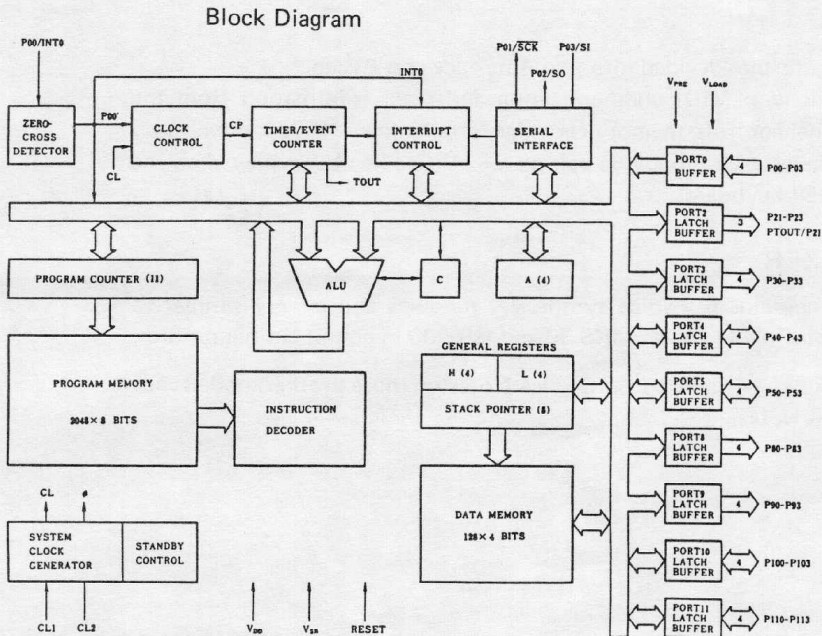 Block Diagram
P00/INT0
P01/SCK
P03/SI
P02/SO
INT0
VPRE
VLOAD
ZERO-
CROSS
DETECTOR
P00'
CLOCK
CONTROL
CL
CP
TIMER/EVENT
COUNTER
TOUT
INTERRUPT
CONTROL
SERIAL
INTERFACE
PORT0
BUFFER
4
P00-P03
PORT2
LATCH
BUFFER
3
P21-P23
PTOUT/P21
PROGRAM COUNTER (11)
ALU
C
A (4)
PORT3
LATCH
BUFFER
4
P30-P33
PORT4
LATCH
BUFFER
4
P40-P43
PROGRAM MEMORY
2048×8 BITS
INSTRUCTION
DECODER
GENERAL REGISTERS
H (4)
L (4)
STACK POINTER (8)
PORT5
LATCH
BUFFER
4
P50-P53
PORT8
LATCH
BUFFER
4
P80-P83
DATA MEMORY
128×4 BITS
PORT9
LATCH
BUFFER
4
P90-P93
CL
ø
SYSTEM
CLOCK
GENERATOR
STANDBY
CONTROL
PORT10
LATCH
BUFFER
4
P100-P103
PORT11
LATCH
BUFFER
4
P110-P113
CL1
CL2
VDD
VSS
RESET